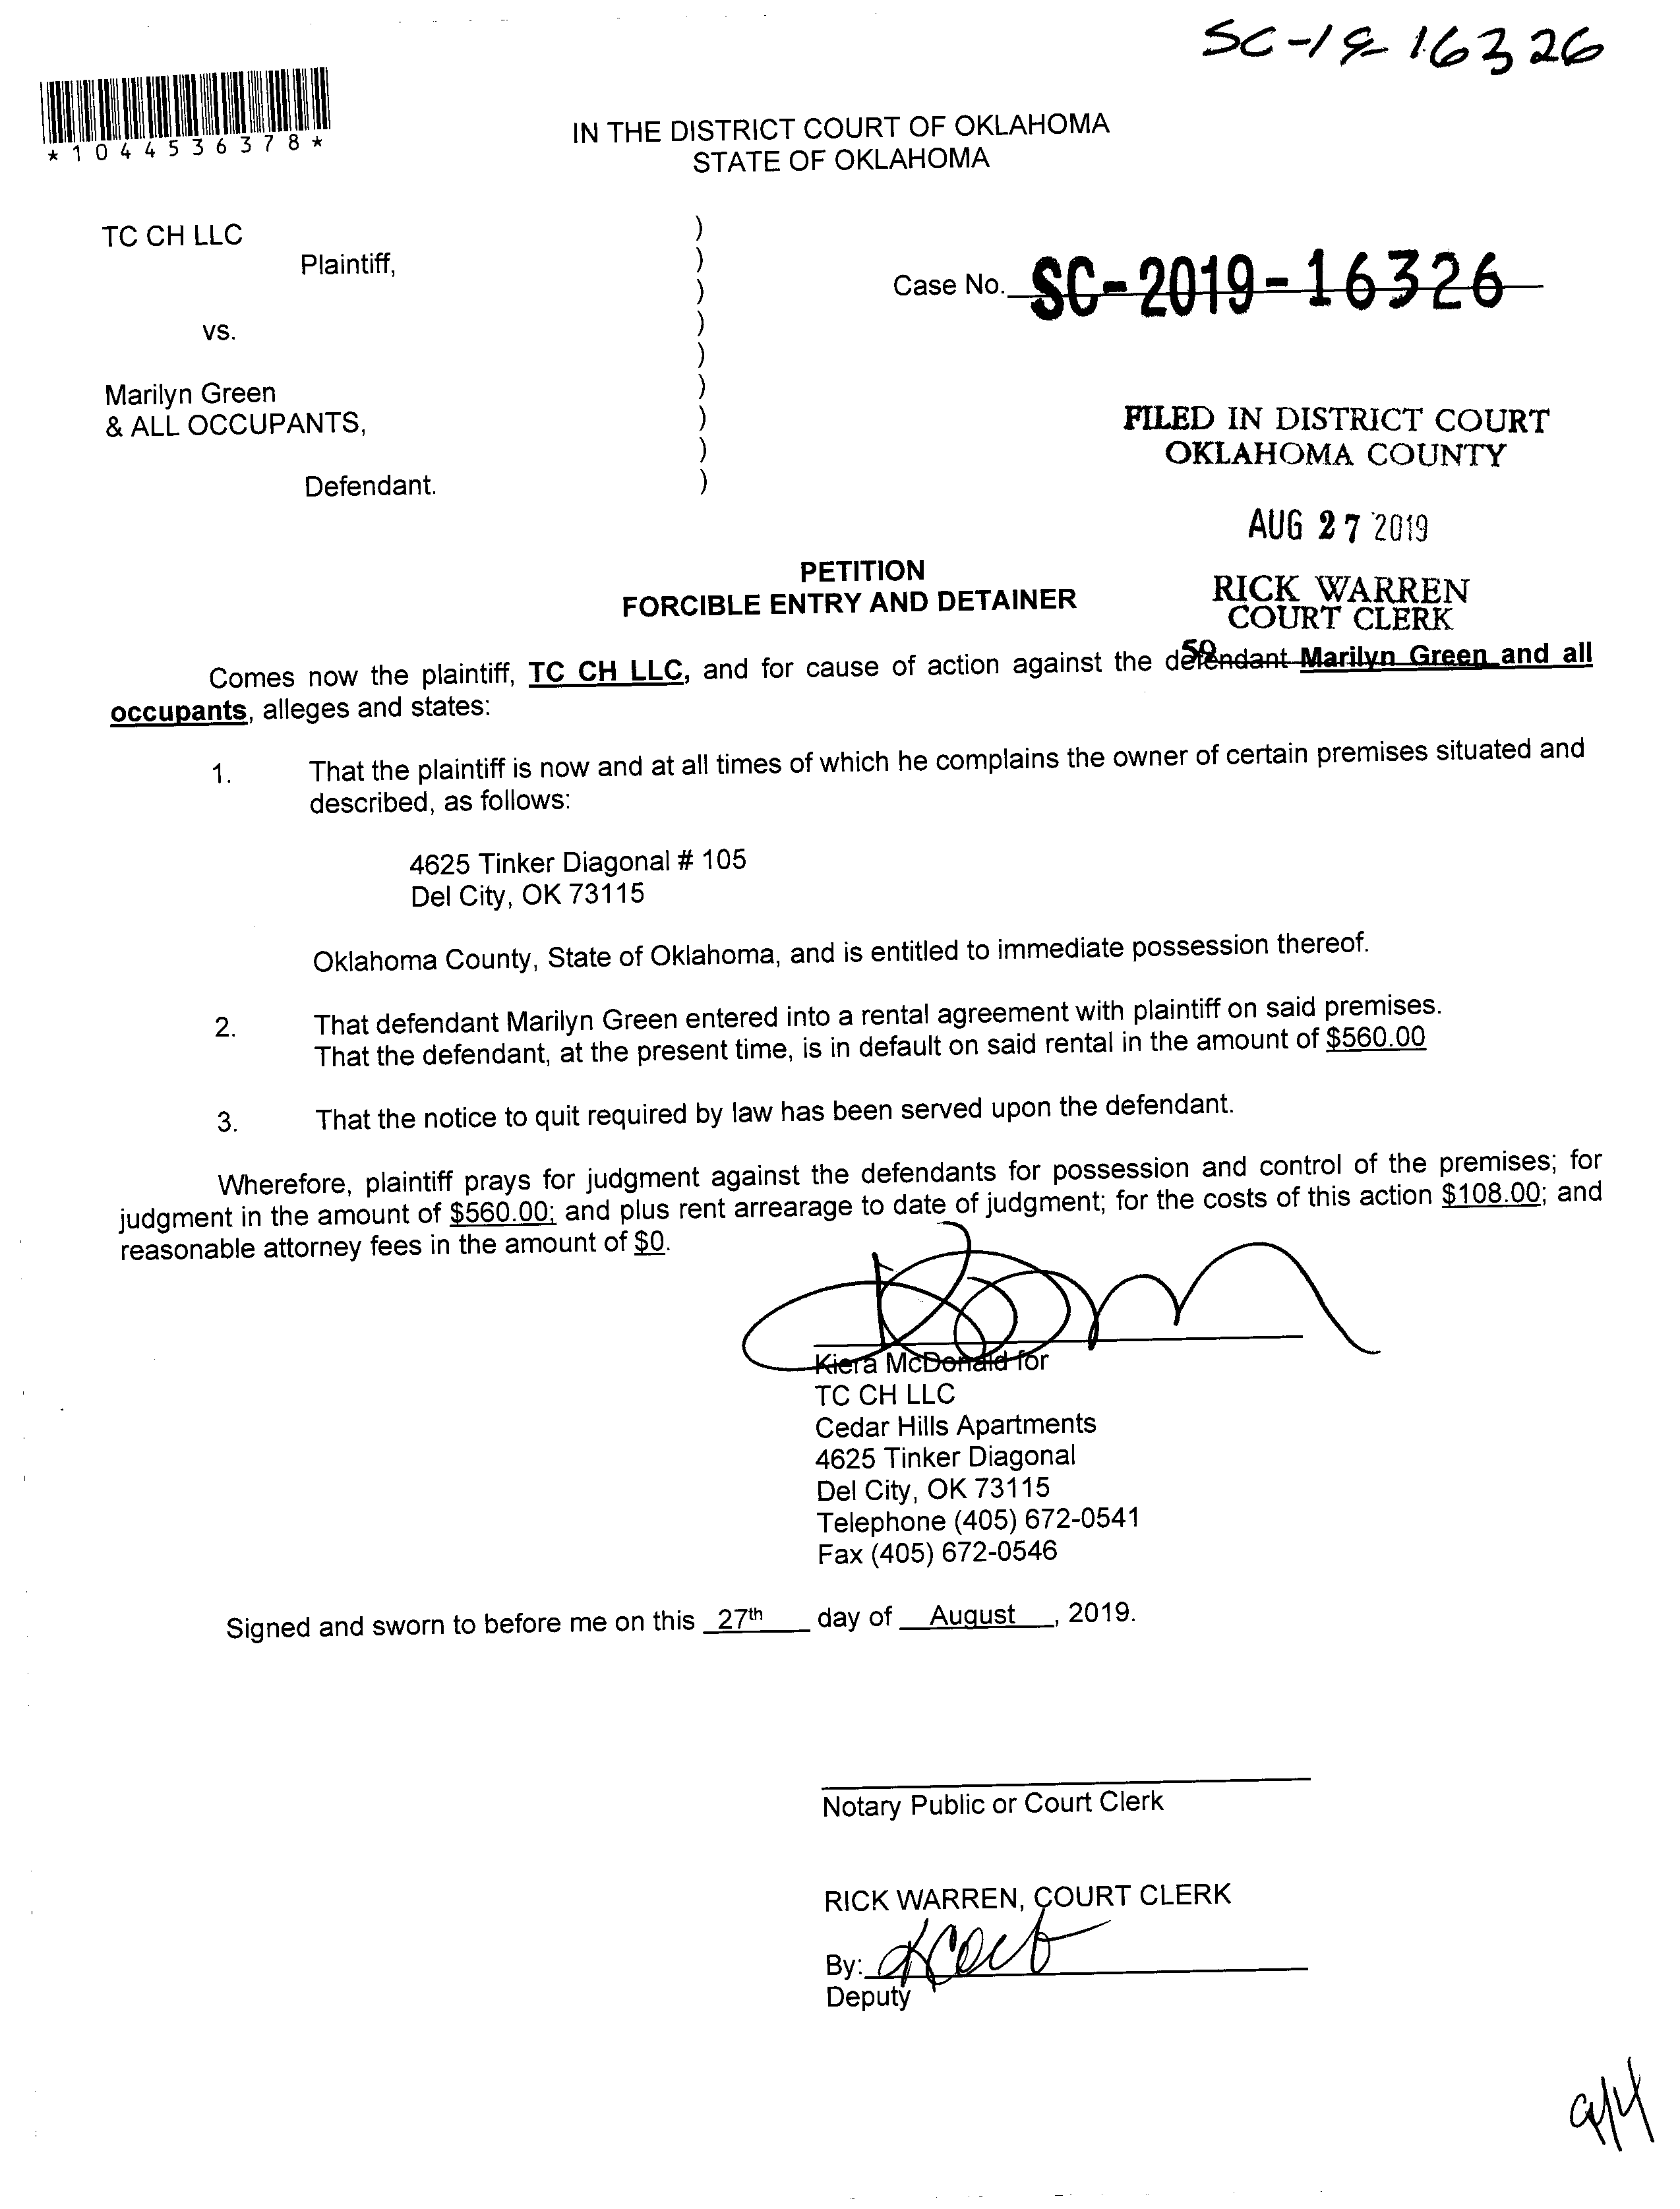 SC-19 16326
*1044536378*
IN THE DISTRICT COURT OF OKLAHOMA
STATE OF OKLAHOMA
TC CH LLC )
Plaintiff, )
)
Case No. SC-2019-16326
vs. )
)
Marilyn Green )
& ALL OCCUPANTS, )
)
Defendant. )
FILED IN DISTRICT COURT
OKLAHOMA COUNTY
AUG 27 2019
RICK WARREN
COURT CLERK
59
PETITION
FORCIBLE ENTRY AND DETAINER
Comes now the plaintiff, TC CH LLC, and for cause of action against the defendant Marilyn Green and all
occupants, alleges and states:
1. That the plaintiff is now and at all times of which he complains the owner of certain premises situated and
described, as follows:
4625 Tinker Diagonal # 105
Del City, OK 73115
Oklahoma County, State of Oklahoma, and is entitled to immediate possession thereof.
2. That defendant Marilyn Green entered into a rental agreement with plaintiff on said premises.
That the defendant, at the present time, is in default on said rental in the amount of $560.00
3. That the notice to quit required by law has been served upon the defendant.
Wherefore, plaintiff prays for judgment against the defendants for possession and control of the premises; for
judgment in the amount of $560.00; and plus rent arrearage to date of judgment; for the costs of this action $108.00; and
reasonable attorney fees in the amount of $0.
Kiera McDonald for
TC CH LLC
Cedar Hills Apartments
4625 Tinker Diagonal
Del City, OK 73115
Telephone (405) 672-0541
Fax (405) 672-0546
Signed and sworn to before me on this 27th day of August, 2019.
Notary Public or Court Clerk
RICK WARREN, COURT CLERK
By:
Deputy
9/4